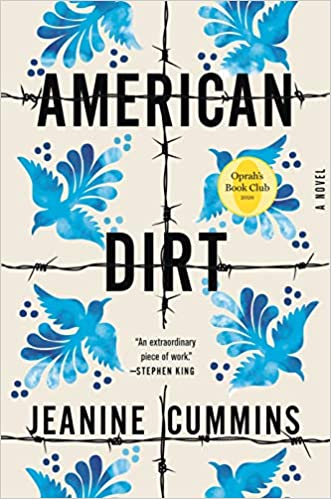 AMERICAN
Oprah's
Book Club
2020
A NOVEL
DIRT
"An extraordinary
piece of work."
—STEPHEN KING
JEANINE CUMMINS